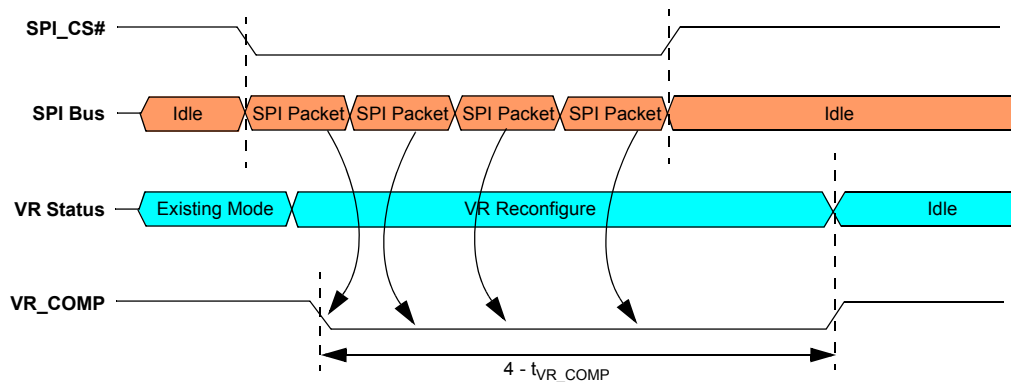 SPI_CS#
SPI Bus Idle SPI Packet SPI Packet SPI Packet SPI Packet Idle
VR Status Existing Mode VR Reconfigure Idle
VR_COMP
4 - tVR_COMP